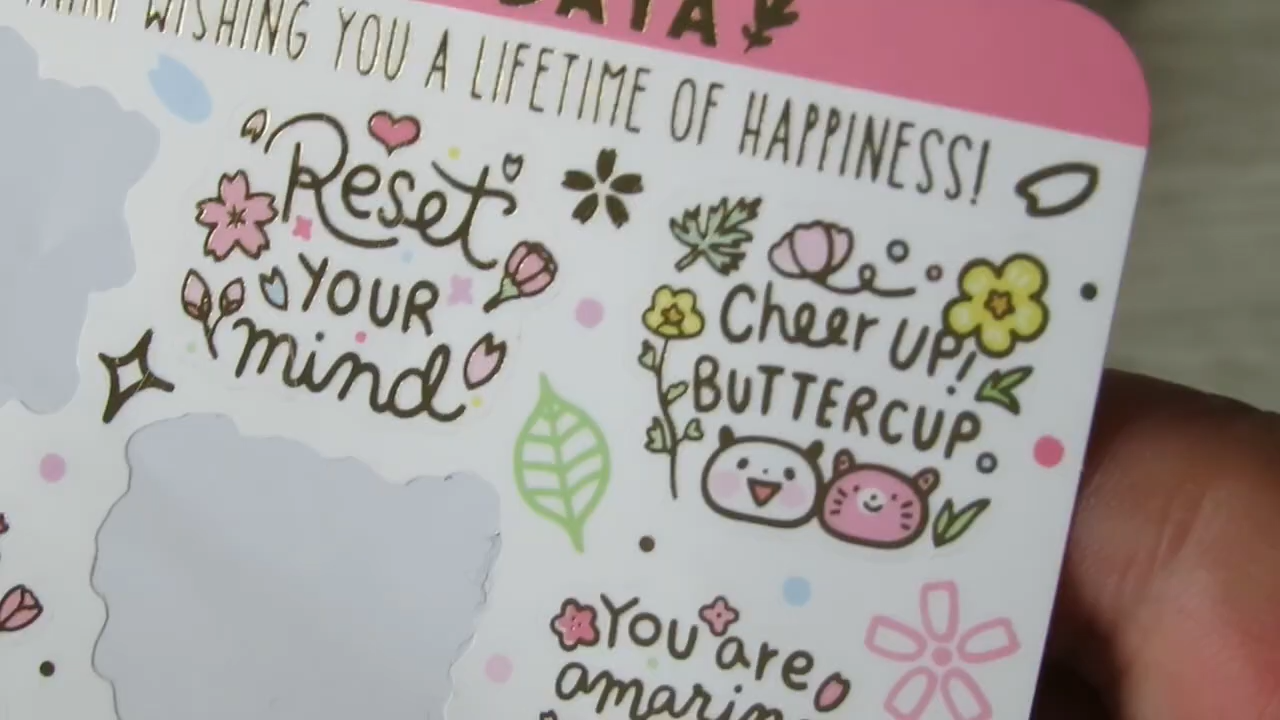 WISHING YOU A LIFETIME OF HAPPINESS!
Reset
YOUR
mind
Cheer UP!
BUTTERCUP
You are